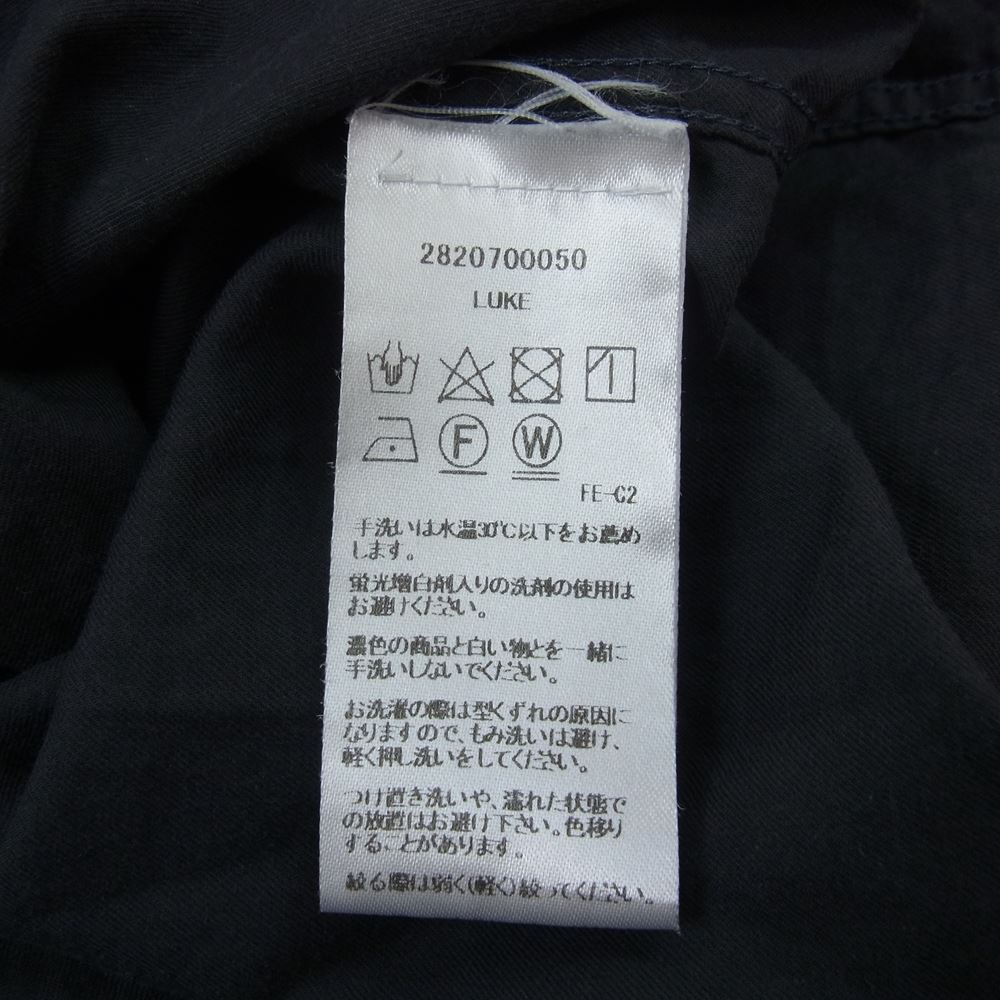 2820700050
LUKE
F W
FE-C2
手洗いは水温30℃以下をお薦め
します。
蛍光増白剤入りの洗剤の使用は
お避けください。
濃色の商品と白い物とを一緒に
手洗いしないでください。
お洗濯の際は型くずれの原因に
なりますので、もみ洗いは避け、
軽く押し洗いをしてください。
つけ置き洗いや、濡れた状態で
の放置はお避け下さい。色移り
することがあります。
絞る際は弱く(軽く)絞ってください。